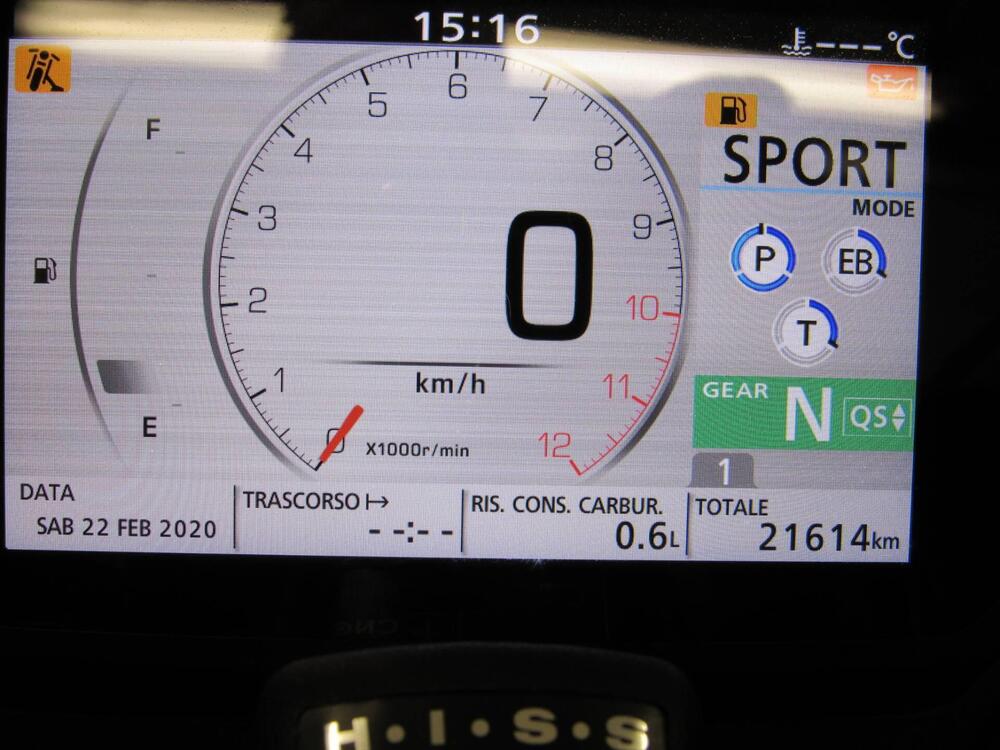 15:16
--- °C
F
E
SPORT
MODE
P
EB
T
GEAR N QS
1
0
1
2
3
4
5
6
7
8
9
10
11
12
0
km/h
X1000r/min
DATA
SAB 22 FEB 2020
TRASCORSO
--:--
RIS. CONS. CARBUR.
0.6L
TOTALE
21614km
H·I·S·S